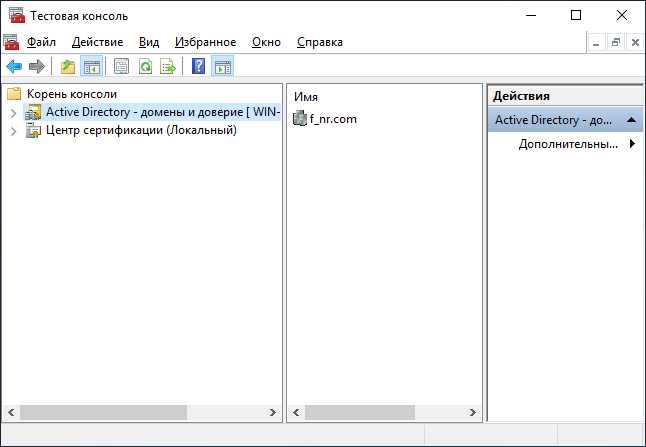 Тестовая консоль
Файл Действие Вид Избранное Окно Справка
Корень консоли
Active Directory - домены и доверие [ WIN-
Центр сертификации (Локальный)
Имя
f_nr.com
Действия
Active Directory - до...
Дополнительны...